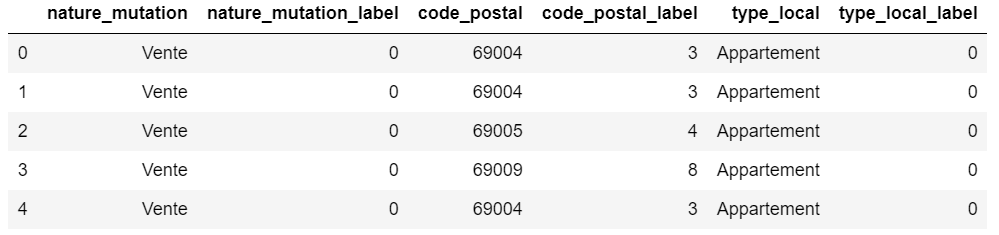 nature_mutation nature_mutation_label code_postal code_postal_label type_local type_local_label
0 Vente 0 69004 3 Appartement 0
1 Vente 0 69004 3 Appartement 0
2 Vente 0 69005 4 Appartement 0
3 Vente 0 69009 8 Appartement 0
4 Vente 0 69004 3 Appartement 0